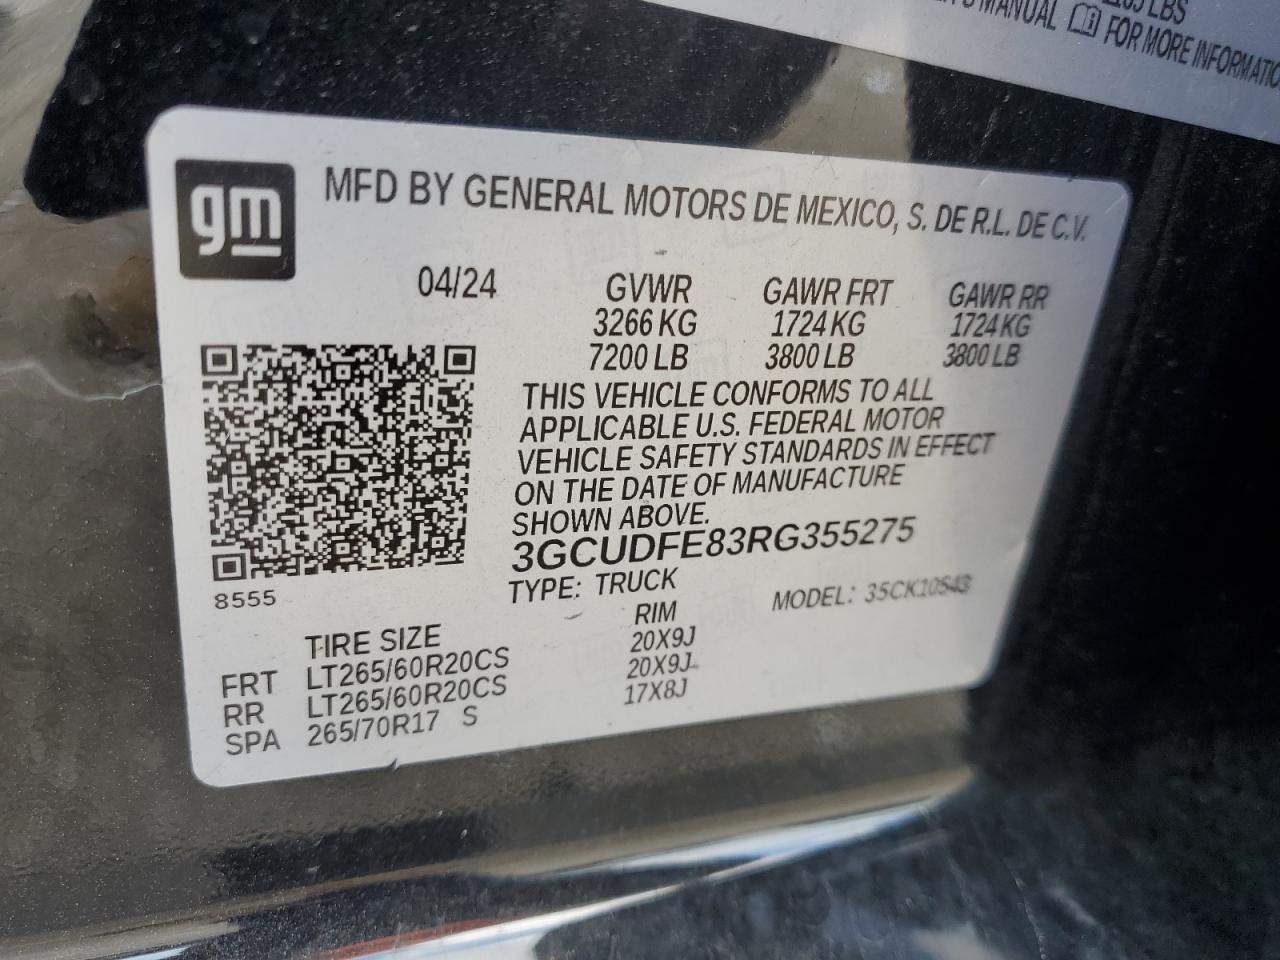 LBS
MANUAL FOR MORE INFORMATIO
gm
MFD BY GENERAL MOTORS DE MEXICO, S. DE R.L. DE C.V.
04/24 GVWR GAWR FRT GAWR RR
3266 KG 1724 KG 1724 KG
7200 LB 3800 LB 3800 LB
THIS VEHICLE CONFORMS TO ALL
APPLICABLE U.S. FEDERAL MOTOR
VEHICLE SAFETY STANDARDS IN EFFECT
ON THE DATE OF MANUFACTURE
SHOWN ABOVE.
3GCUDFE83RG355275
8555
TYPE: TRUCK MODEL: 35CK10543
TIRE SIZE RIM
FRT LT265/60R20CS 20X9J
RR LT265/60R20CS 20X9J
SPA 265/70R17 S 17X8J